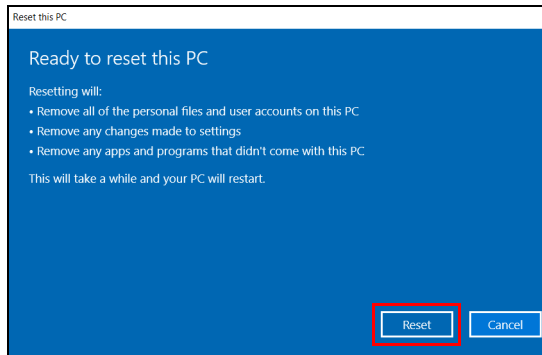 Reset this PC
Ready to reset this PC
Resetting will:
• Remove all of the personal files and user accounts on this PC
• Remove any changes made to settings
• Remove any apps and programs that didn't come with this PC
This will take a while and your PC will restart.
Reset Cancel